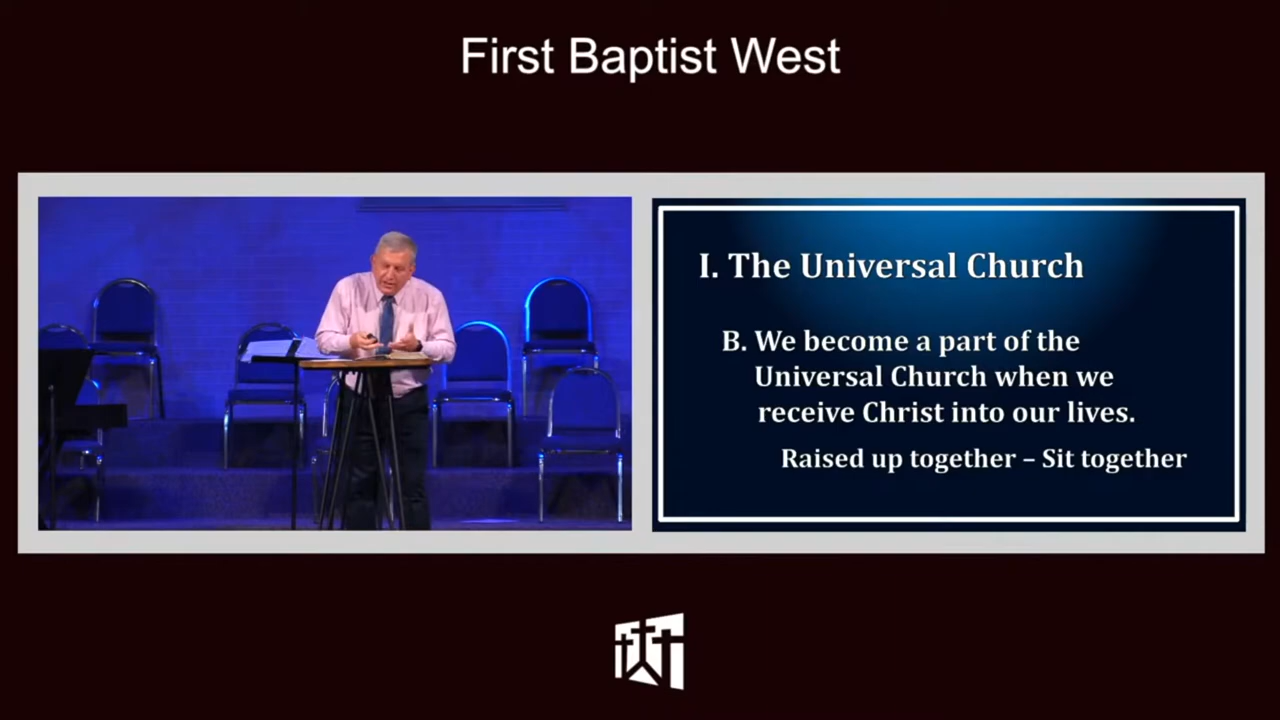 First Baptist West
I. The Universal Church
B. We become a part of the
Universal Church when we
receive Christ into our lives.
Raised up together – Sit together